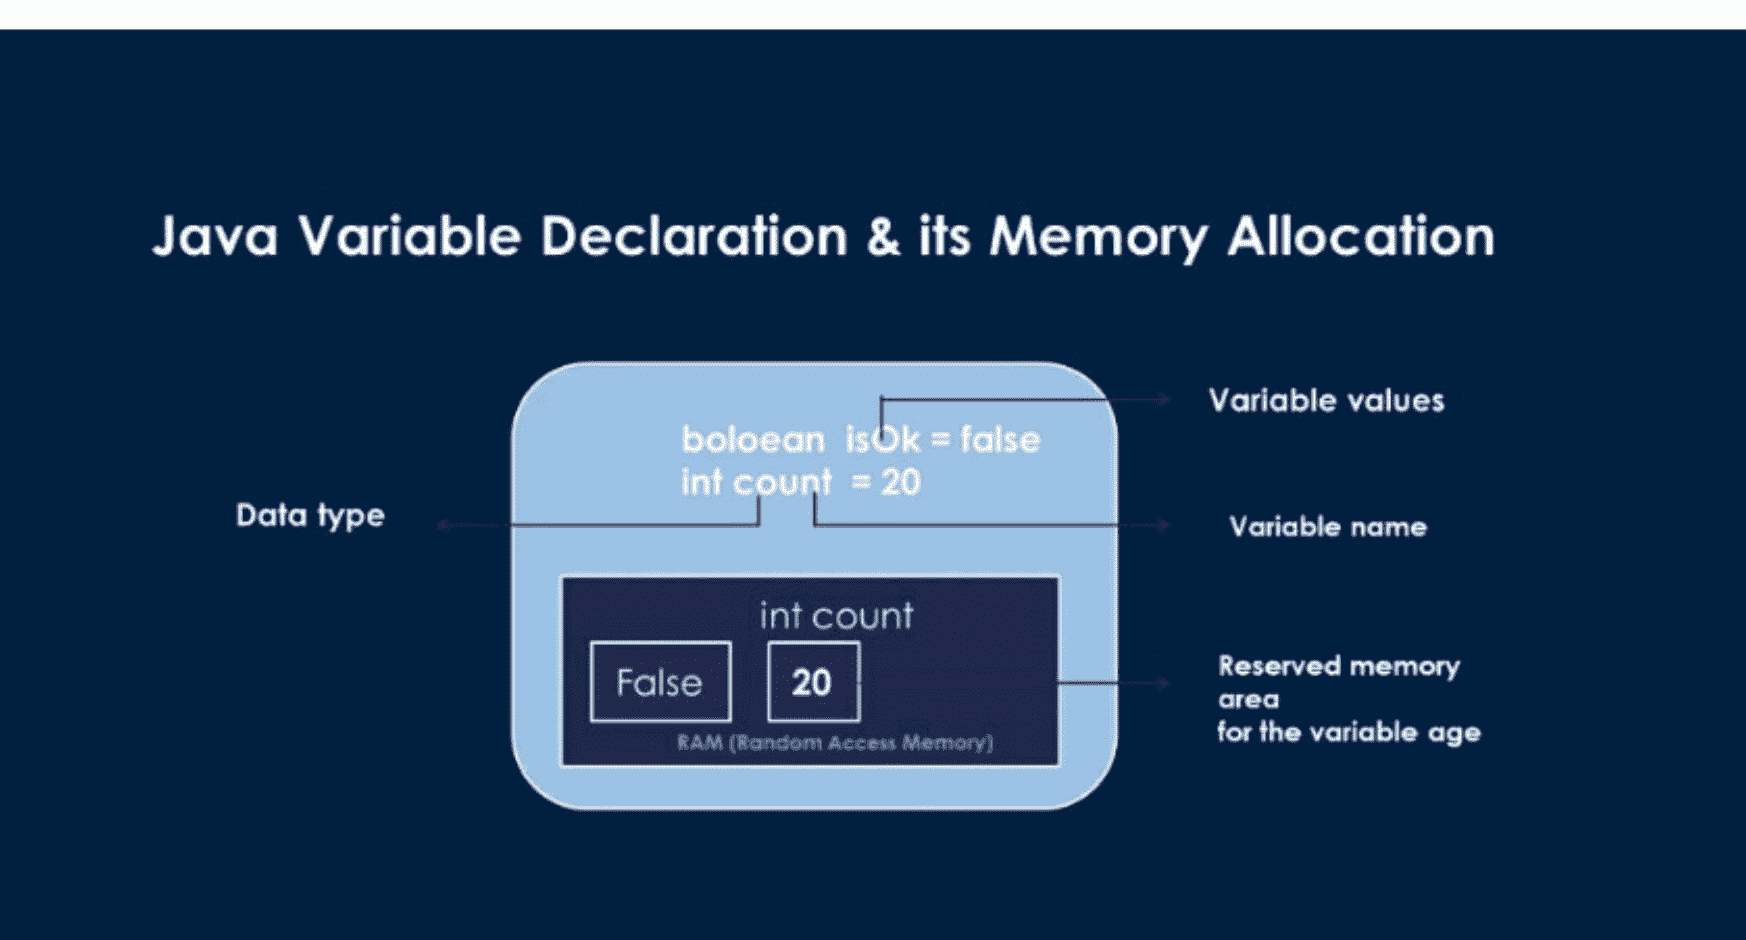 Java Variable Declaration & its Memory Allocation
Variable values
boloean isOk = false
int count = 20
Data type
Variable name
int count
False
20
RAM (Random Access Memory)
Reserved memory
area
for the variable age